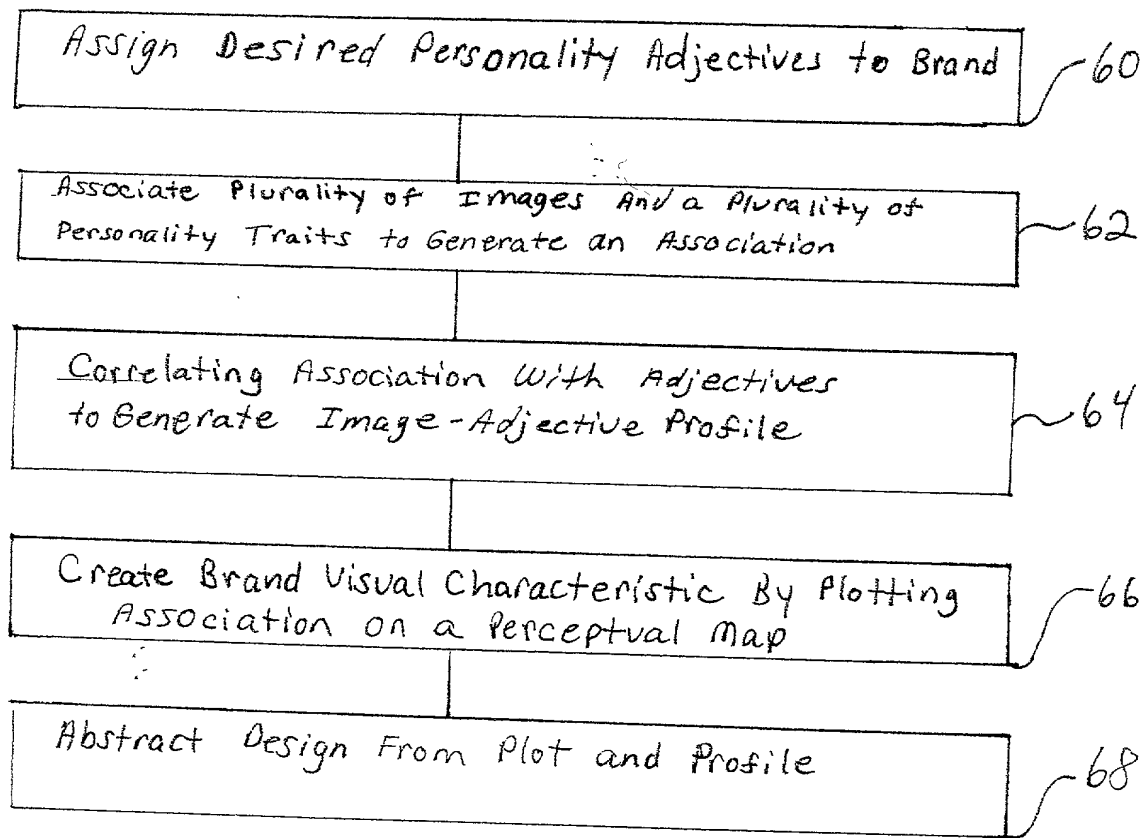 Assign Desired Personality Adjectives to Brand
60
Associate Plurality of Images And a Plurality of
Personality Traits to Generate an Association
62
Correlating Association With Adjectives
to Generate Image-Adjective Profile
64
Create Brand Visual Characteristic By Plotting
Association on a Perceptual Map
66
Abstract Design From Plot and Profile
68